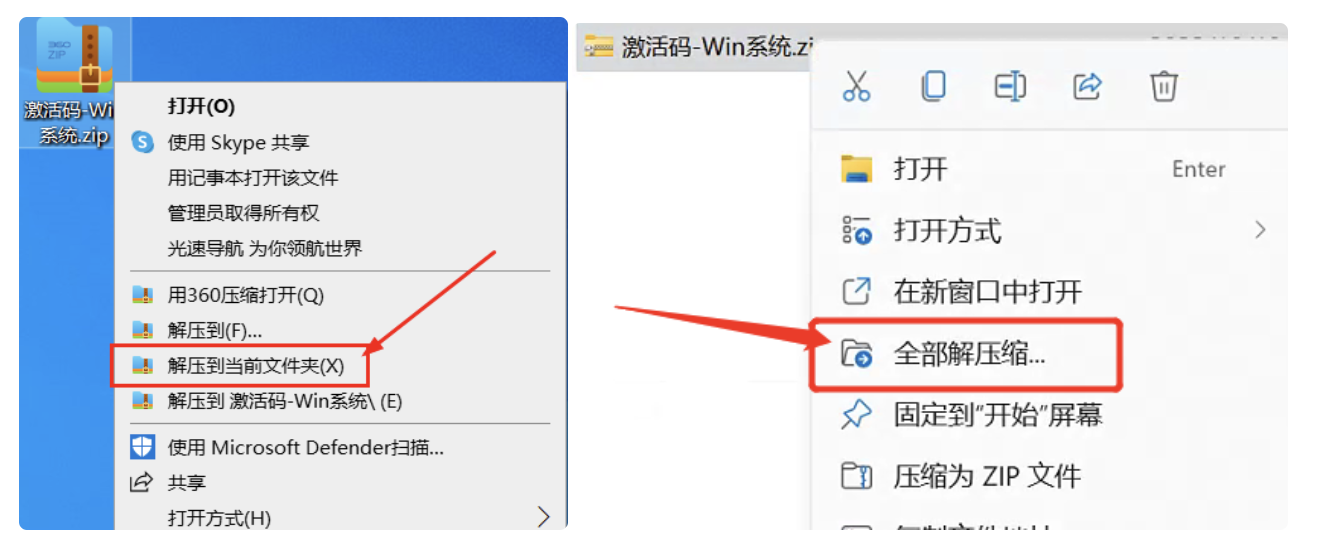 360
ZIP
激活码-Wi
系统.zip
打开(O)
使用 Skype 共享
用记事本打开该文件
管理员取得所有权
光速导航 为你领航世界
用360压缩打开(Q)
解压到(F)...
解压到当前文件夹(X)
解压到 激活码-Win系统\ (E)
使用 Microsoft Defender扫描...
共享
打开方式(H)
激活码-Win系统.zi
打开 Enter
打开方式
在新窗口中打开
全部解压缩...
固定到"开始"屏幕
压缩为 ZIP 文件